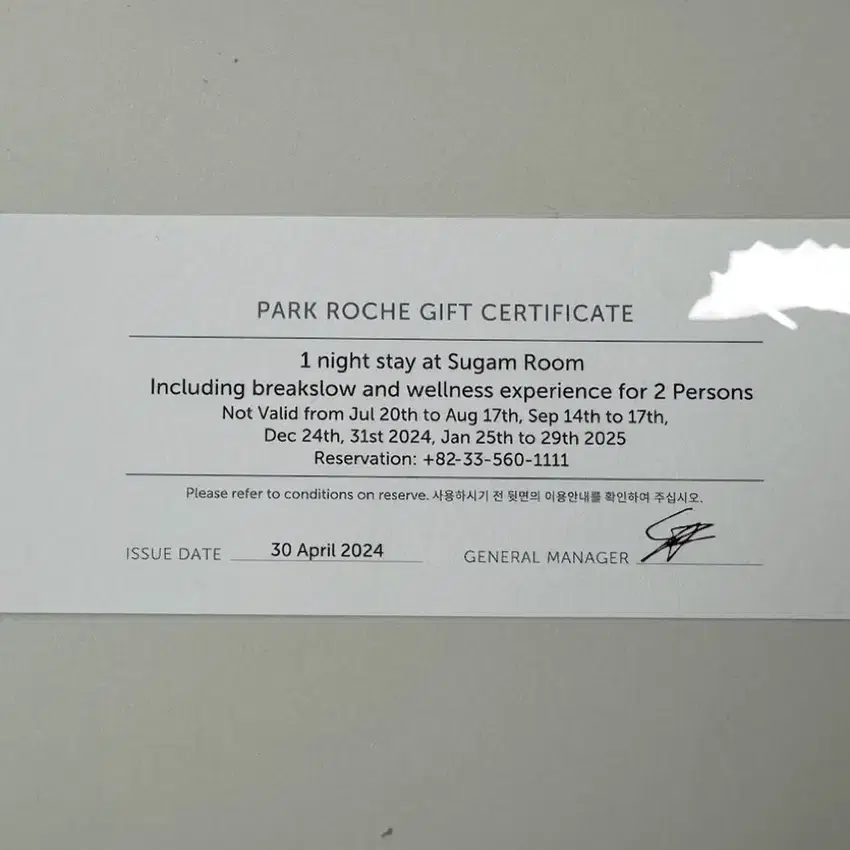 PARK ROCHE GIFT CERTIFICATE
1 night stay at Sugam Room
Including breakslow and wellness experience for 2 Persons
Not Valid from Jul 20th to Aug 17th, Sep 14th to 17th,
Dec 24th, 31st 2024, Jan 25th to 29th 2025
Reservation: +82-33-560-1111
Please refer to conditions on reserve. 사용하시기 전 뒷면의 이용안내를 확인하여 주십시오.
ISSUE DATE 30 April 2024 GENERAL MANAGER